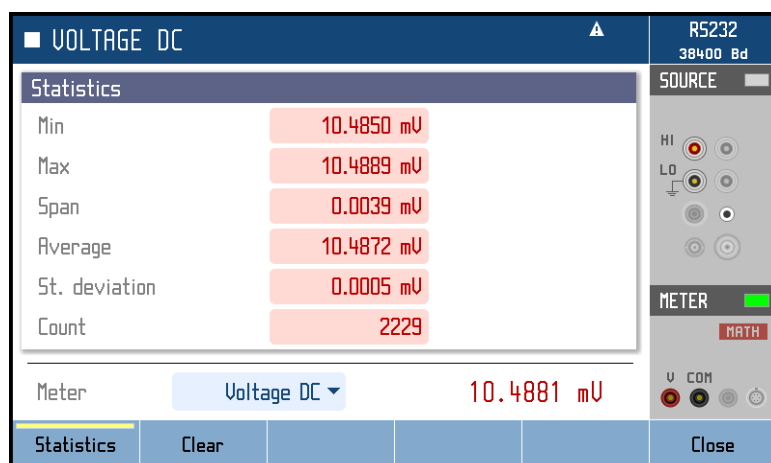 VOLTAGE DC
RS232
38400 Bd
Statistics
Min 10.4850 mV
Max 10.4889 mV
Span 0.0039 mV
Average 10.4872 mV
St. deviation 0.0005 mV
Count 2229
Meter Voltage DC 10.4881 mV
SOURCE
HI
LO
METER
MATH
V COM
Statistics Clear Close